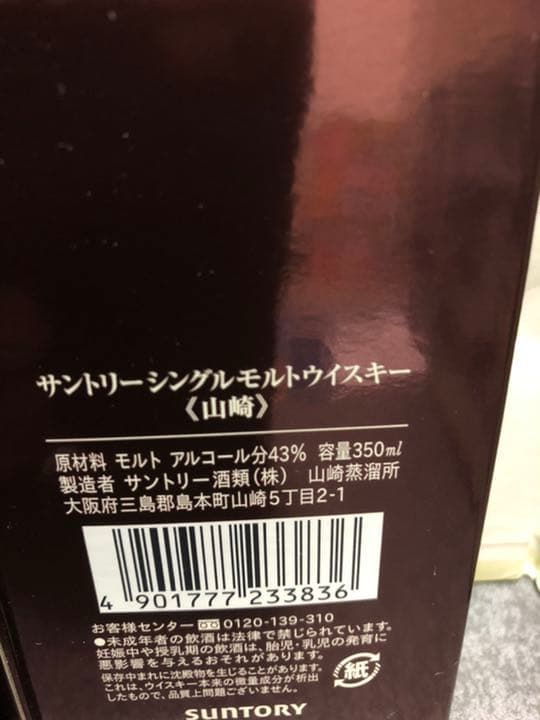 サントリーシングルモルトウイスキー
《山崎》
原材料 モルト アルコール分43% 容量350ml
製造者 サントリー酒類(株) 山崎蒸溜所
大阪府三島郡島本町山崎5丁目2-1
4 901777 233836
お客様センター 0120-139-310
●未成年者の飲酒は法律で禁じられています。
妊娠中や授乳期の飲酒は、胎児・乳児の発育に
悪影響を与えるおそれがあります。
保存中まれに沈殿物を生じることがあります。
これは、ウイスキー本来の微量成分が析出
したもので、品質上問題ございません。
紙
SUNTORY